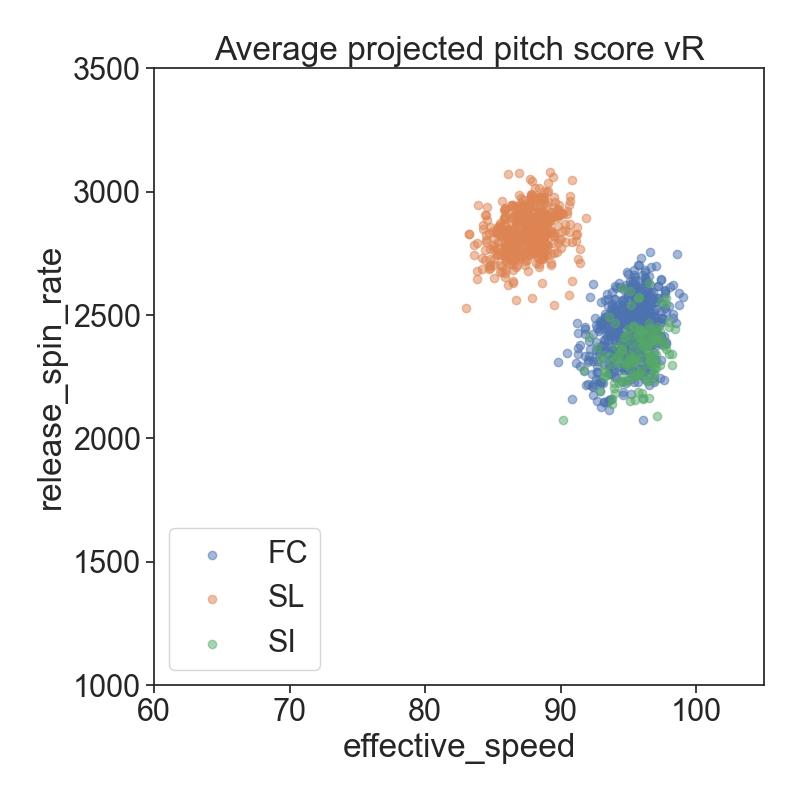 Average projected pitch score vR
3500
3000
2500
2000
1500
1000
release_spin_rate
FC
SL
SI
60 70 80 90 100
effective_speed